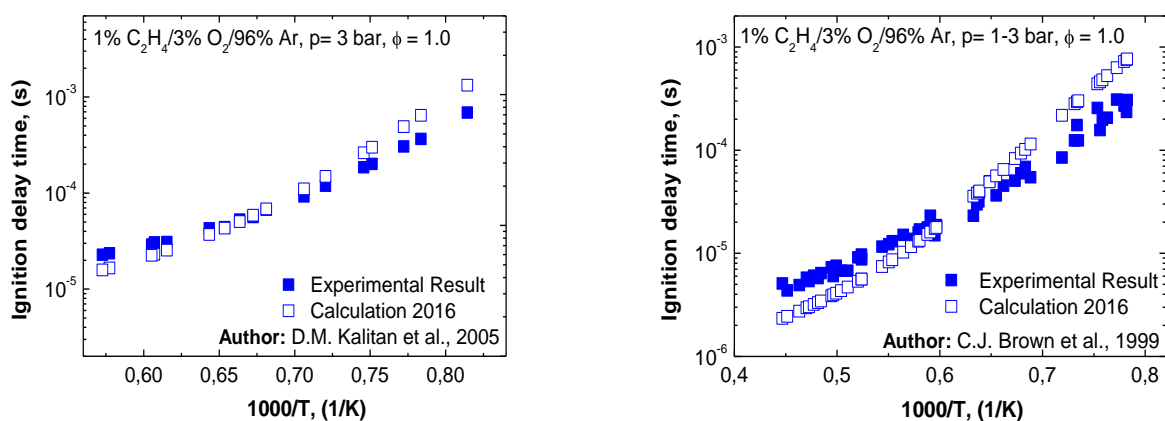 1% C₂H₄/3% O₂/96% Ar, p= 3 bar, ϕ = 1.0
Ignition delay time, (s)
10⁻³
10⁻⁴
10⁻⁵
Experimental Result
Calculation 2016
Author: D.M. Kalitan et al., 2005
0,60 0,65 0,70 0,75 0,80
1000/T, (1/K)
1% C₂H₄/3% O₂/96% Ar, p= 1-3 bar, ϕ = 1.0
Ignition delay time, (s)
10⁻³
10⁻⁴
10⁻⁵
10⁻⁶
Experimental Result
Calculation 2016
Author: C.J. Brown et al., 1999
0,4 0,5 0,6 0,7 0,8
1000/T, (1/K)